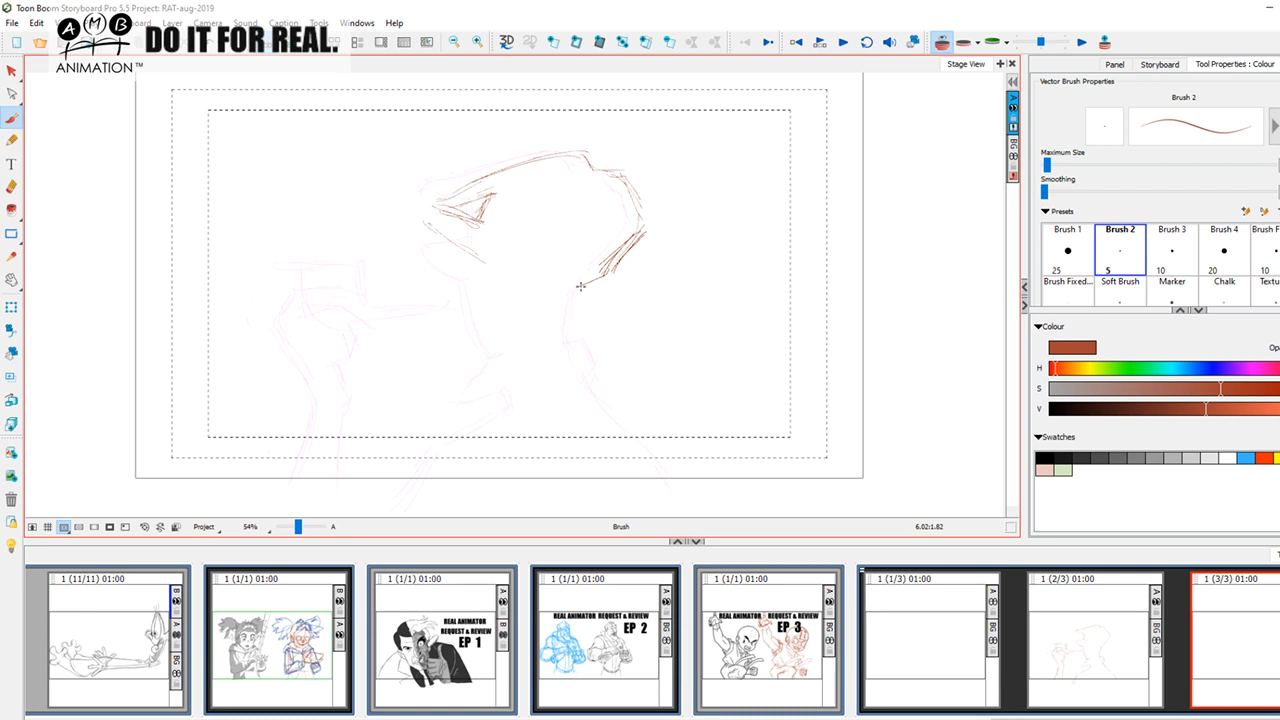 Toon Boom Storyboard Pro 5.5 Project: RAT-aug-2019
File Edit Layer Camera Sound Caption Tools Windows Help
AMB
ANIMATION™
DO IT FOR REAL.
Stage View
Panel Storyboard Tool Properties : Colour
Vector Brush Properties
Brush 2
Maximum Size
Smoothing
Presets
Brush 1 Brush 2 Brush 3 Brush 4 Brush F
25 5 10 20 10
Brush Fixed... Soft Brush Marker Chalk Textu
Colour
Opa
H
S
V
Swatches
A
BG
3D
Project 54% A Brush 6.02:1.82
1 (11/11) 01:00
1 (1/1) 01:00
1 (1/1) 01:00
1 (1/1) 01:00
1 (1/1) 01:00
1 (1/3) 01:00
1 (2/3) 01:00
1 (3/3) 01:00
REAL ANIMATOR
REQUEST & REVIEW
EP 1
REAL ANIMATOR REQUEST & REVIEW
EP 2
REAL ANIMATOR REQUEST & REVIEW
EP 3